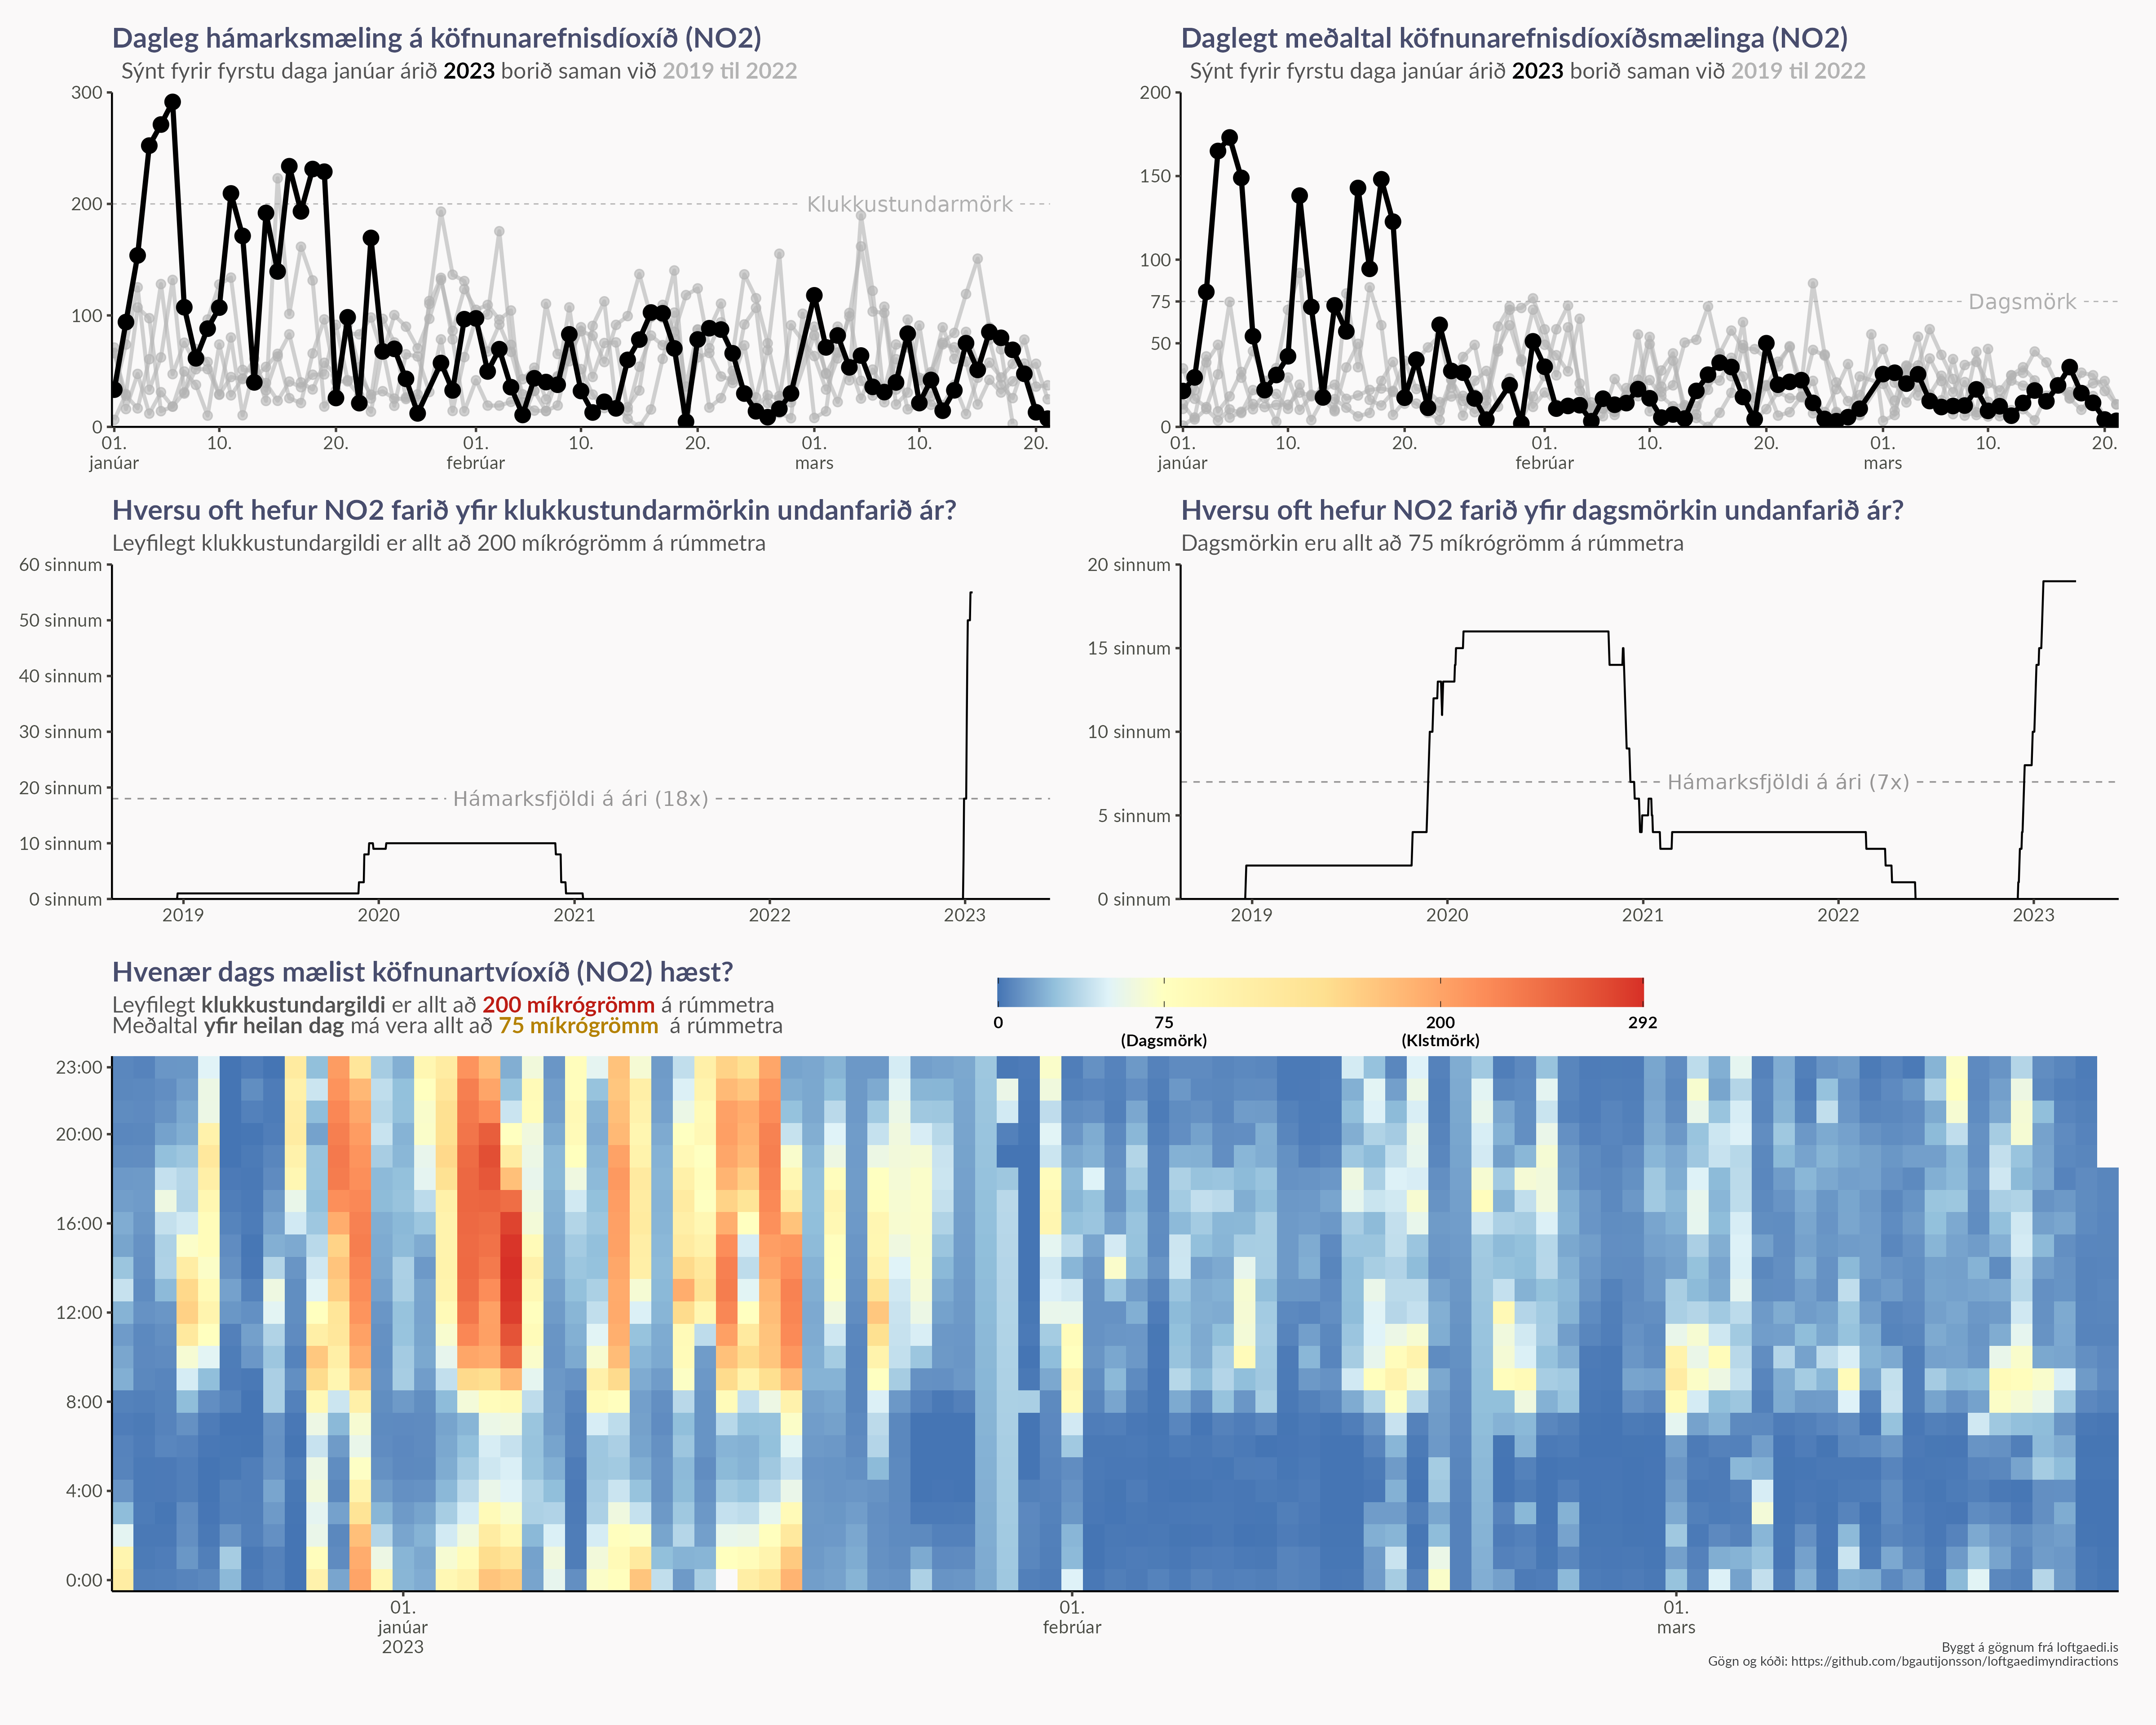 Dagleg hámarksmæling á köfnunarefnisdíoxíð (NO2)
Sýnt fyrir fyrstu daga janúar árið 2023 borið saman við 2019 til 2022
300
200
100
0
Klukkustundarmörk
01.
janúar
10.
20.
01.
febrúar
10.
20.
01.
mars
10.
20.
Daglegt meðaltal köfnunarefnisdíoxíðsmælinga (NO2)
Sýnt fyrir fyrstu daga janúar árið 2023 borið saman við 2019 til 2022
200
150
100
75
50
0
Dagsmörk
01.
janúar
10.
20.
01.
febrúar
10.
20.
01.
mars
10.
20.
Hversu oft hefur NO2 farið yfir klukkustundarmörkin undanfarið ár?
Leyfilegt klukkustundargildi er allt að 200 míkrógrömm á rúmmetra
60 sinnum
50 sinnum
40 sinnum
30 sinnum
20 sinnum
10 sinnum
0 sinnum
Hámarksfjöldi á ári (18x)
2019
2020
2021
2022
2023
Hversu oft hefur NO2 farið yfir dagsmörkin undanfarið ár?
Dagsmörkin eru allt að 75 míkrógrömm á rúmmetra
20 sinnum
15 sinnum
10 sinnum
5 sinnum
0 sinnum
Hámarksfjöldi á ári (7x)
2019
2020
2021
2022
2023
Hvenær dags mælist köfnunartvíoxíð (NO2) hæst?
Leyfilegt klukkustundargildi er allt að 200 míkrógrömm á rúmmetra
Meðaltal yfir heilan dag má vera allt að 75 míkrógrömm á rúmmetra
0
75
(Dagsmörk)
200
(Klstmörk)
292
23:00
20:00
16:00
12:00
8:00
4:00
0:00
01.
janúar
2023
01.
febrúar
01.
mars
Byggt á gögnum frá loftgaedi.is
Gögn og kóði: https://github.com/bgautijonsson/loftgaedimyndiractions